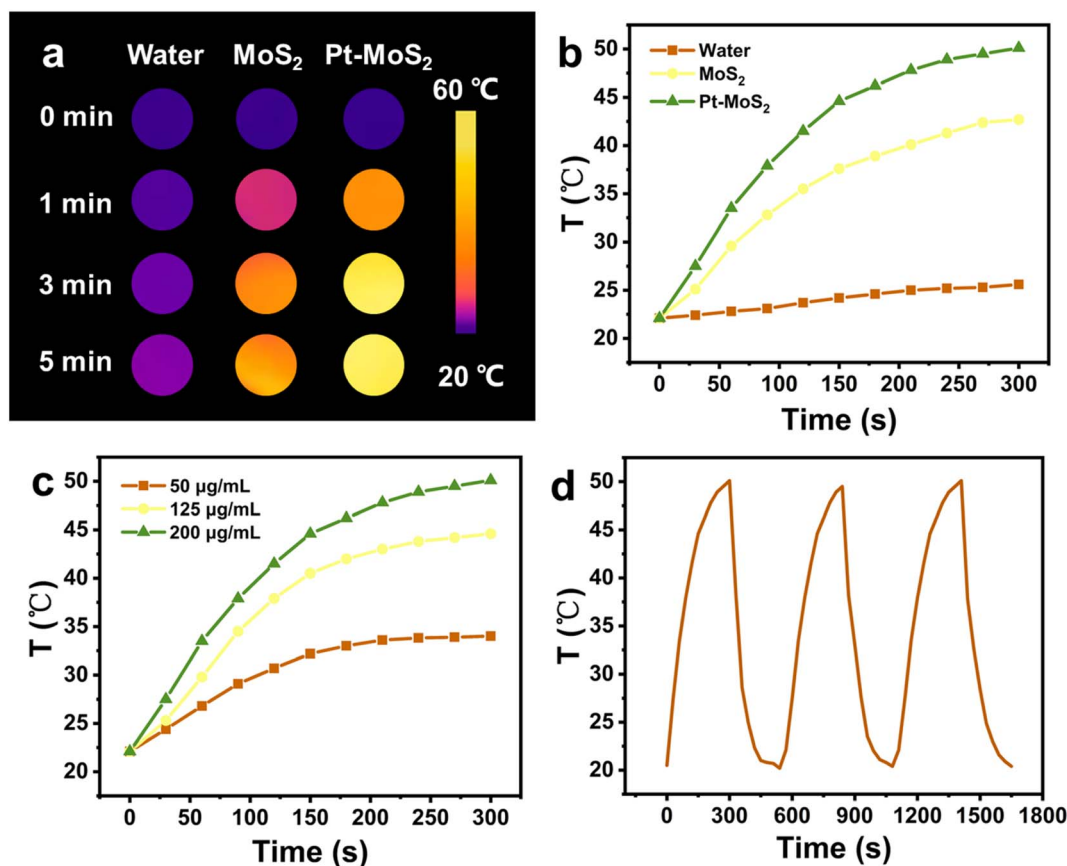 a
Water MoS₂ Pt-MoS₂
0 min
1 min
3 min
5 min
60 ℃
20 ℃
b
Water
MoS₂
Pt-MoS₂
50
45
40
35
30
25
20
T (℃)
0 50 100 150 200 250 300
Time (s)
c
50 μg/mL
125 μg/mL
200 μg/mL
50
45
40
35
30
25
20
T (℃)
0 50 100 150 200 250 300
Time (s)
d
50
45
40
35
30
25
20
T (℃)
0 300 600 900 1200 1500 1800
Time (s)